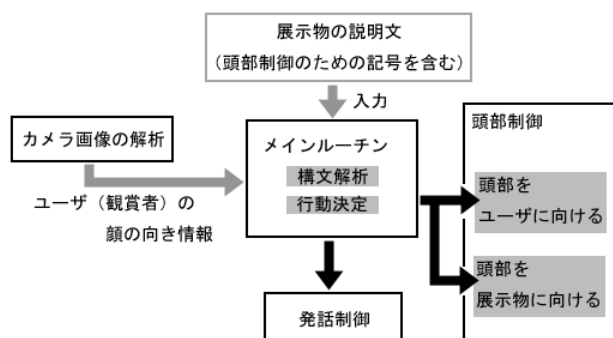 展示物の説明文
（頭部制御のための記号を含む）
入力
カメラ画像の解析
ユーザ（観賞者）の
顔の向き情報
メインルーチン
構文解析
行動決定
発話制御
頭部制御
頭部を
ユーザに向ける
頭部を
展示物に向ける